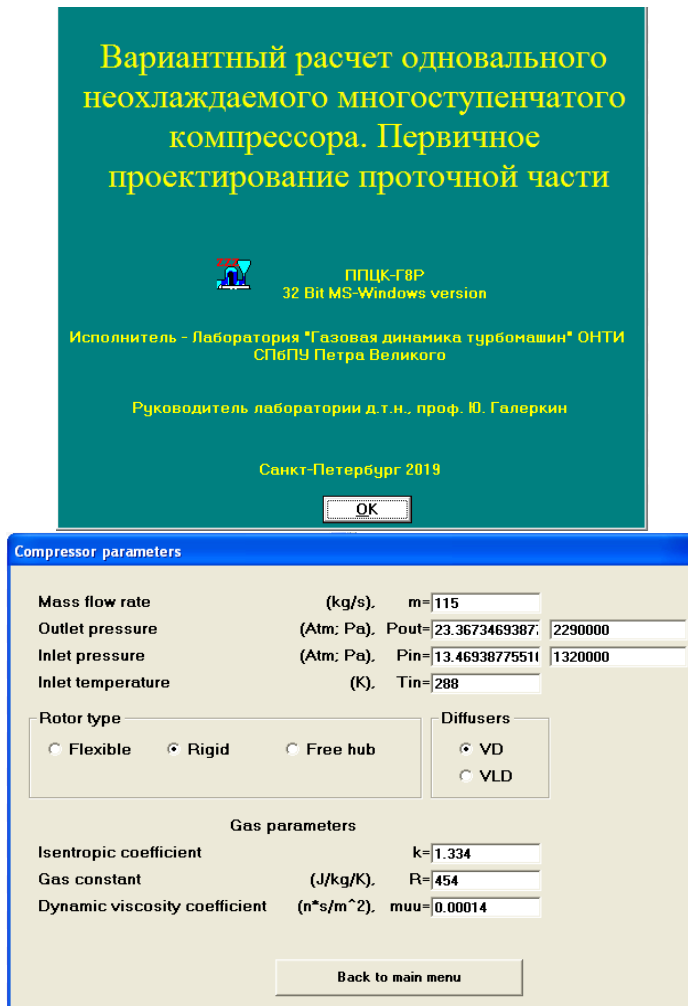 Вариантный расчет одновального
неохлаждаемого многоступенчатого
компрессора. Первичное
проектирование проточной части
ППЦК-Г8Р
32 Bit MS-Windows version
Исполнитель - Лаборатория "Газовая динамика турбомашин" ОНТИ
СПбПУ Петра Великого
Руководитель лаборатории д.т.н., проф. Ю. Галеркин
Санкт-Петербург 2019
OK
Compressor parameters
Mass flow rate (kg/s), m= 115
Outlet pressure (Atm; Pa), Pout= 23.3673469387 2290000
Inlet pressure (Atm; Pa), Pin= 13.4693877551 1320000
Inlet temperature (K), Tin= 288
Rotor type Diffusers
Flexible Rigid Free hub VD
VLD
Gas parameters
Isentropic coefficient k= 1.334
Gas constant (J/kg/K), R= 454
Dynamic viscosity coefficient (n*s/m^2), muu= 0.00014
Back to main menu